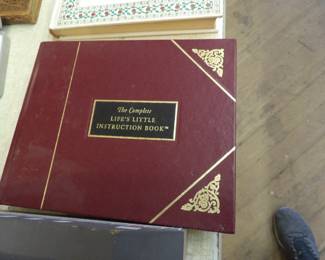 The Complete
LIFE'S LITTLE
INSTRUCTION BOOK™